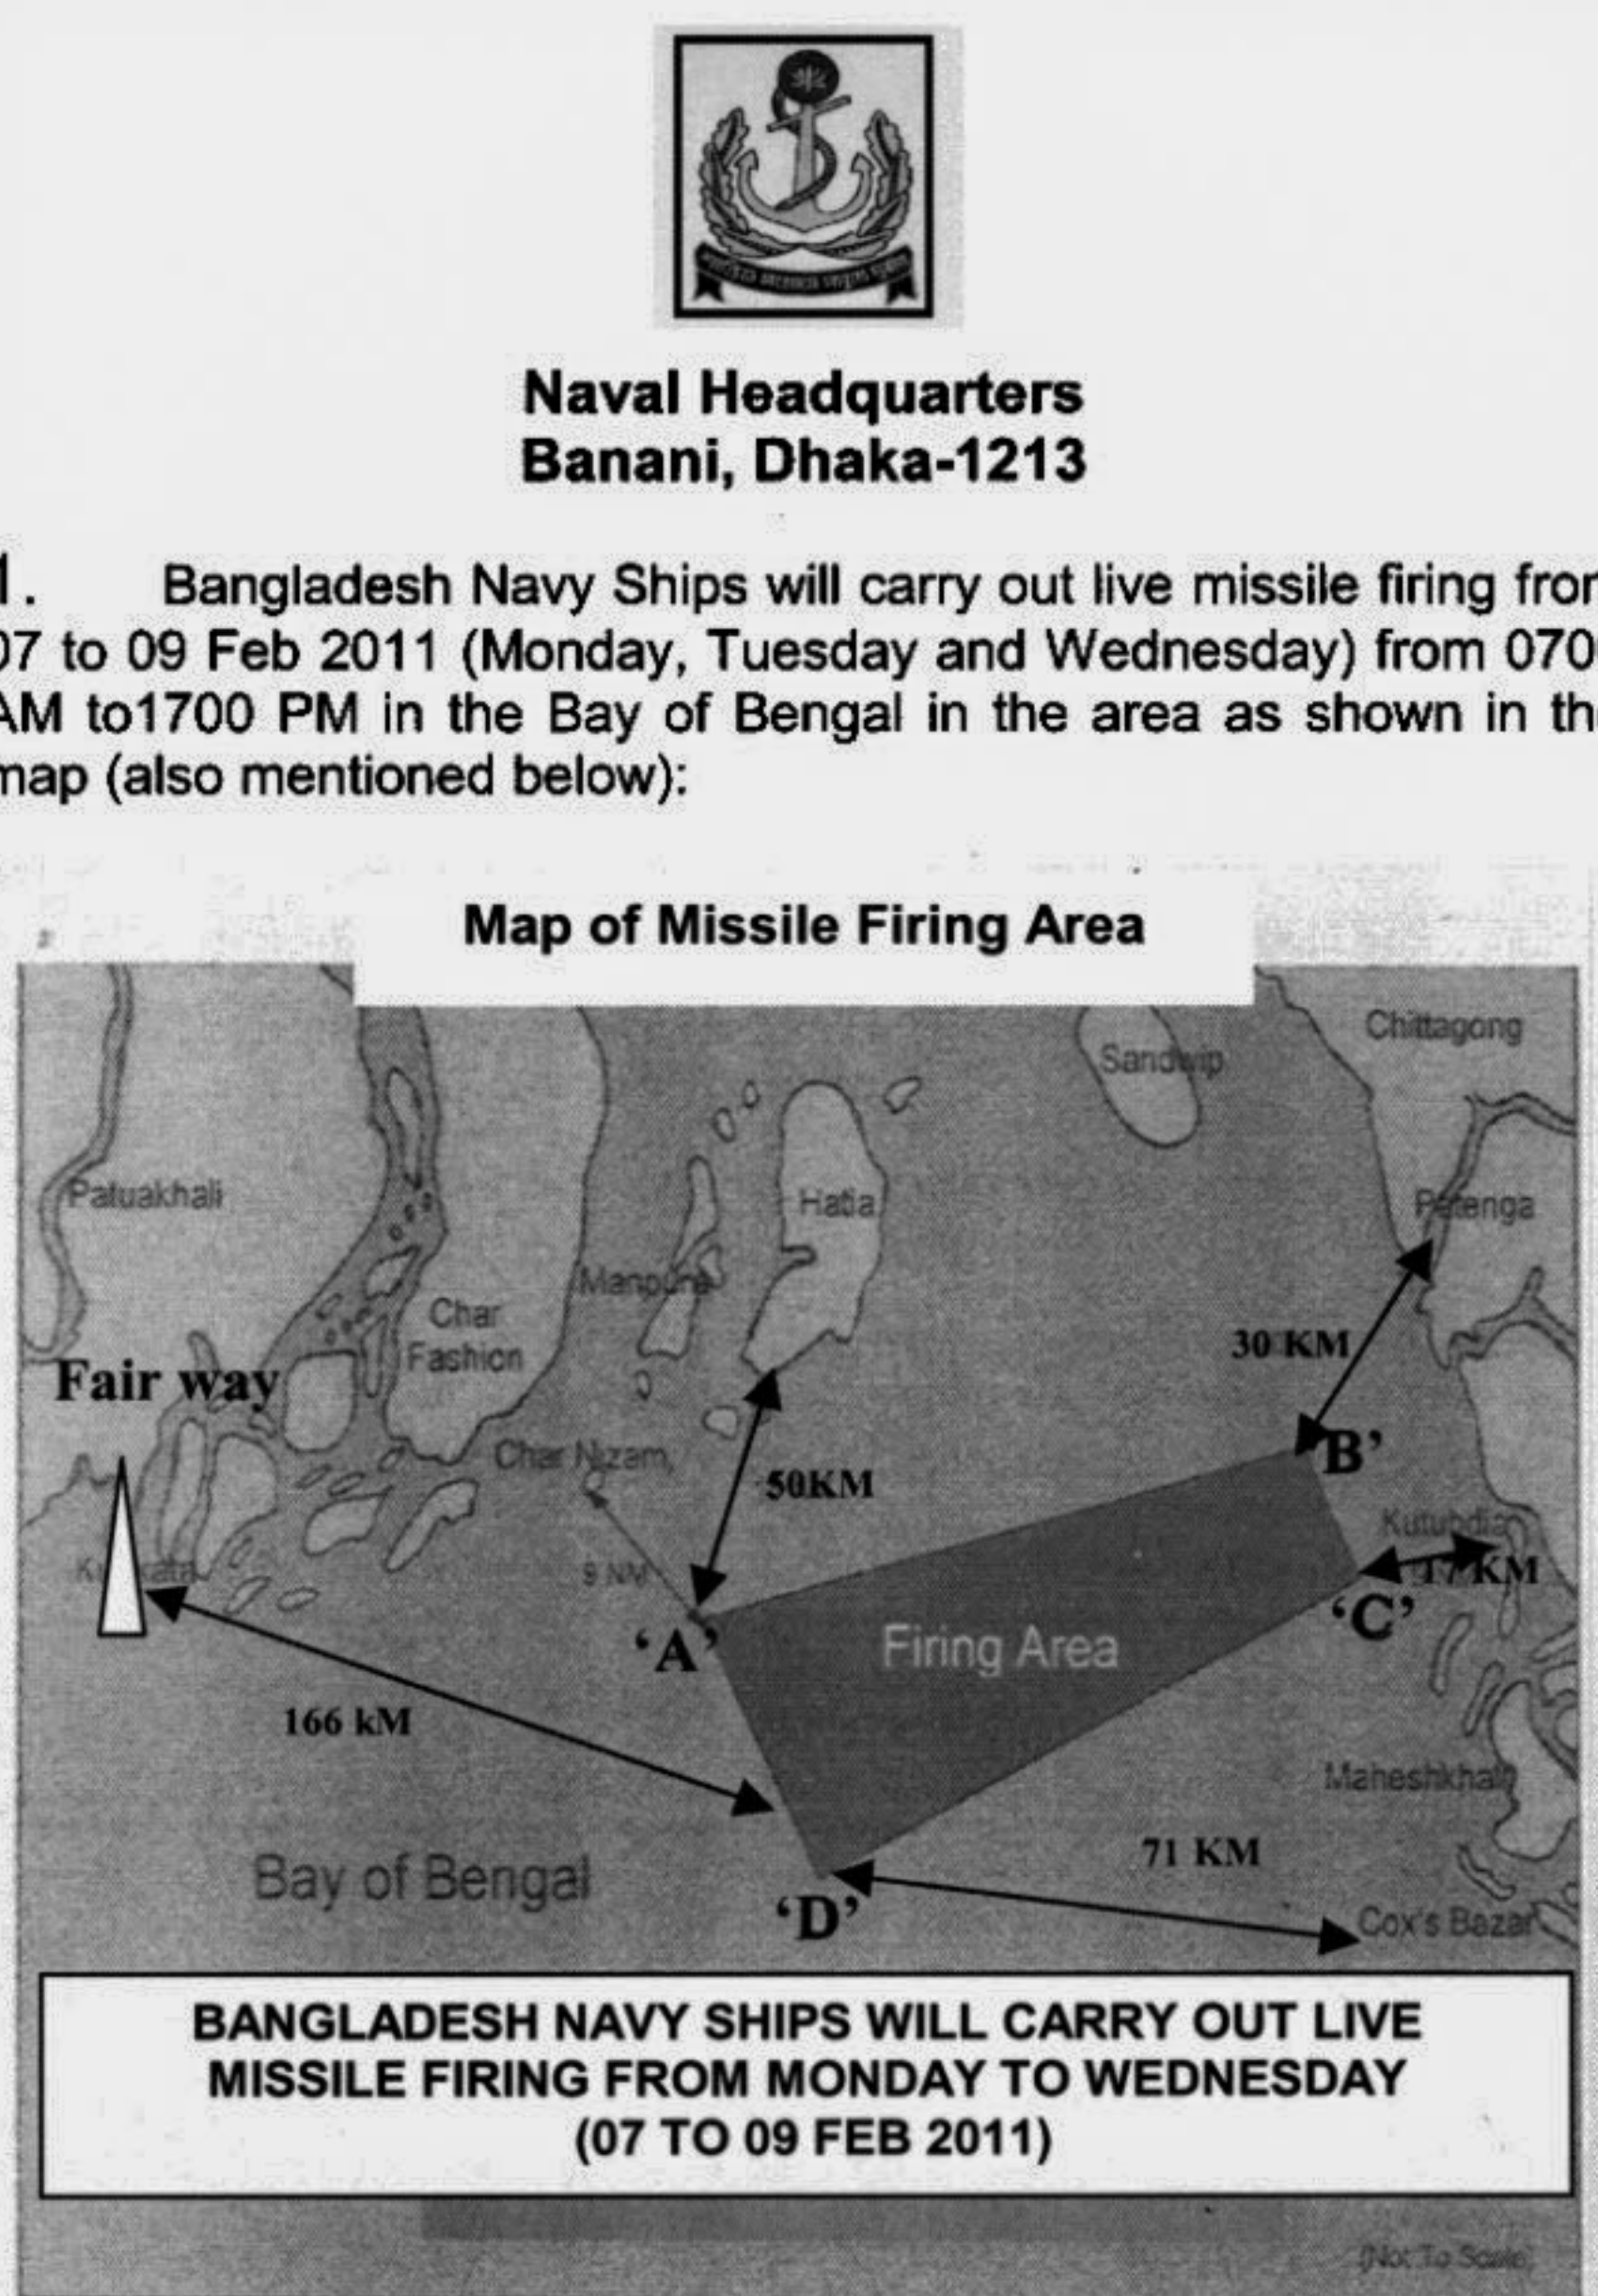 Naval Headquarters
Banani, Dhaka-1213
1. Bangladesh Navy Ships will carry out live missile firing from
07 to 09 Feb 2011 (Monday, Tuesday and Wednesday) from 0700
AM to1700 PM in the Bay of Bengal in the area as shown in the
map (also mentioned below):
Map of Missile Firing Area
Chittagong
Sandwip
Patuakhali
Hatia
Patenga
Manpura
Char
Fashion
30 KM
Fair way
Char Nizam
50KM
'B'
Kutubdia
9 NM
17 KM
'A'
Firing Area
'C'
166 kM
Maheshkhali
71 KM
Bay of Bengal
'D'
Cox's Bazar
BANGLADESH NAVY SHIPS WILL CARRY OUT LIVE
MISSILE FIRING FROM MONDAY TO WEDNESDAY
(07 TO 09 FEB 2011)
(Not To Scale)